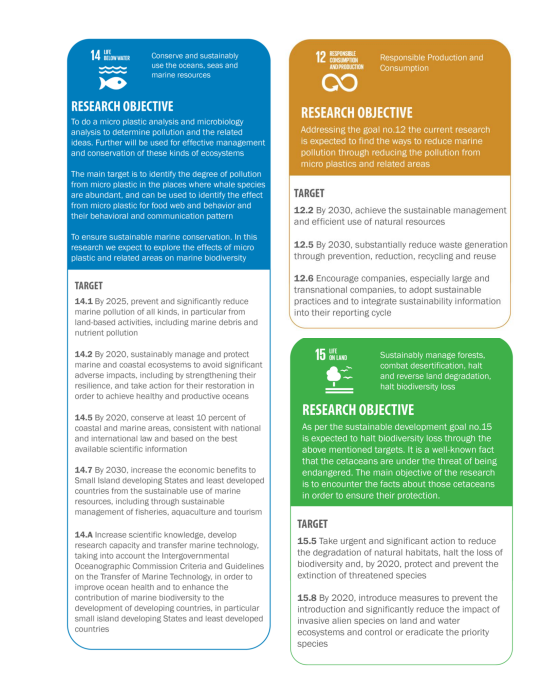 14 LIFE
BELOW WATER
Conserve and sustainably
use the oceans, seas and
marine resources
RESEARCH OBJECTIVE
To do a micro plastic analysis and microbiology
analysis to determine pollution and the related
ideas. Further will be used for effective management
and conservation of these kinds of ecosystems
The main target is to identify the degree of pollution
from micro plastic in the places where whale species
are abundant, and can be used to identify the effect
from micro plastic for food web and behavior and
their behavioral and communication pattern
To ensure sustainable marine conservation. In this
research we expect to explore the effects of micro
plastic and related areas on marine biodiversity
TARGET
14.1 By 2025, prevent and significantly reduce
marine pollution of all kinds, in particular from
land-based activities, including marine debris and
nutrient pollution
14.2 By 2020, sustainably manage and protect
marine and coastal ecosystems to avoid significant
adverse impacts, including by strengthening their
resilience, and take action for their restoration in
order to achieve healthy and productive oceans
14.5 By 2020, conserve at least 10 percent of
coastal and marine areas, consistent with national
and international law and based on the best
available scientific information
14.7 By 2030, increase the economic benefits to
Small Island developing States and least developed
countries from the sustainable use of marine
resources, including through sustainable
management of fisheries, aquaculture and tourism
14.A Increase scientific knowledge, develop
research capacity and transfer marine technology,
taking into account the Intergovernmental
Oceanographic Commission Criteria and Guidelines
on the Transfer of Marine Technology, in order to
improve ocean health and to enhance the
contribution of marine biodiversity to the
development of developing countries, in particular
small island developing States and least developed
countries
12 RESPONSIBLE
CONSUMPTION
AND PRODUCTION
Responsible Production and
Consumption
RESEARCH OBJECTIVE
Addressing the goal no.12 the current research
is expected to find the ways to reduce marine
pollution through reducing the pollution from
micro plastics and related areas
TARGET
12.2 By 2030, achieve the sustainable management
and efficient use of natural resources
12.5 By 2030, substantially reduce waste generation
through prevention, reduction, recycling and reuse
12.6 Encourage companies, especially large and
transnational companies, to adopt sustainable
practices and to integrate sustainability information
into their reporting cycle
15 LIFE
ON LAND
Sustainably manage forests,
combat desertification, halt
and reverse land degradation,
halt biodiversity loss
RESEARCH OBJECTIVE
As per the sustainable development goal no.15
is expected to halt biodiversity loss through the
above mentioned targets. It is a well-known fact
that the cetaceans are under the threat of being
endangered. The main objective of the research
is to encounter the facts about those cetaceans
in order to ensure their protection.
TARGET
15.5 Take urgent and significant action to reduce
the degradation of natural habitats, halt the loss of
biodiversity and, by 2020, protect and prevent the
extinction of threatened species
15.8 By 2020, introduce measures to prevent the
introduction and significantly reduce the impact of
invasive alien species on land and water
ecosystems and control or eradicate the priority
species